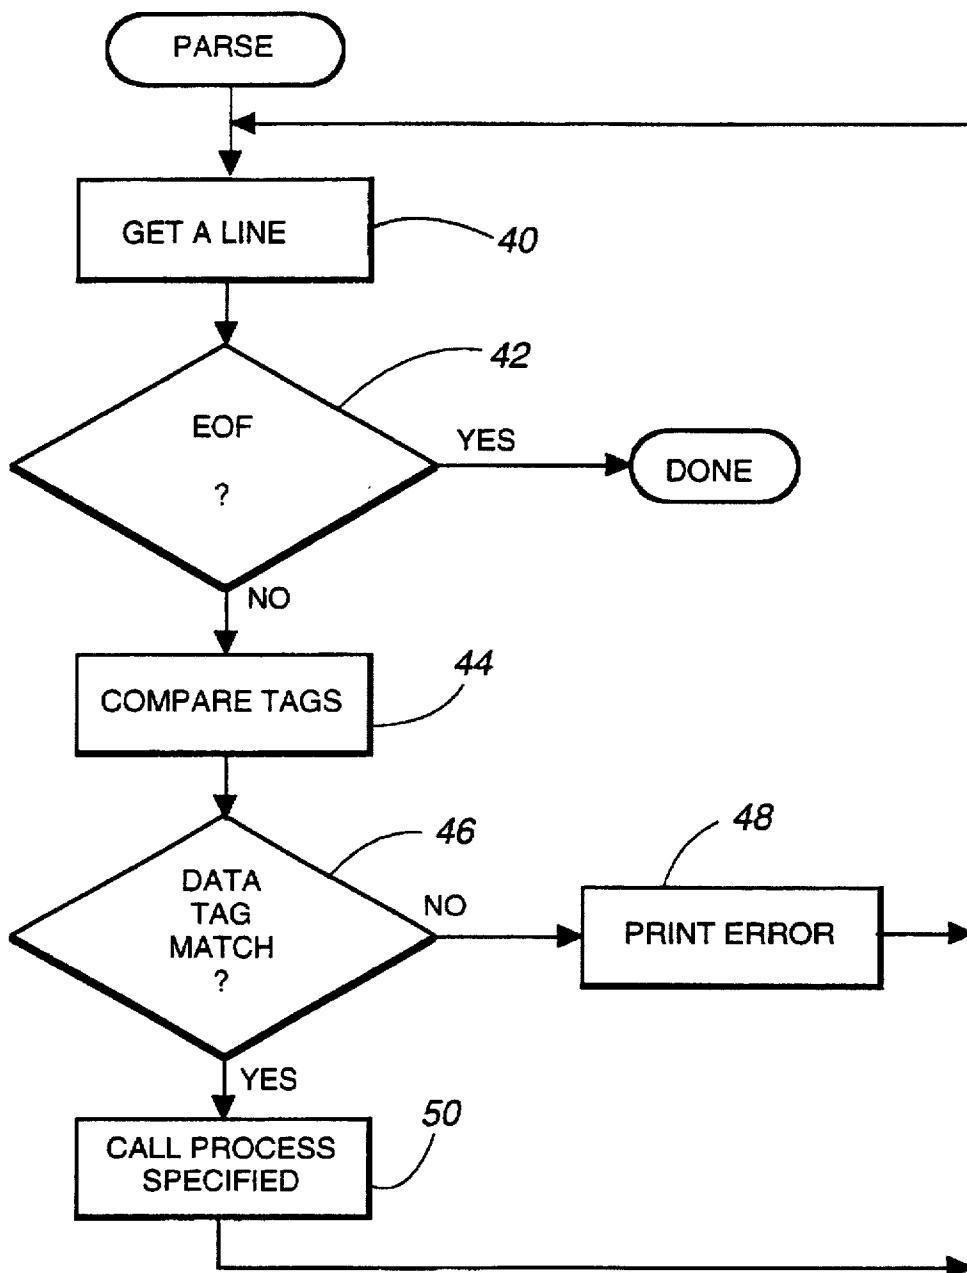 PARSE
GET A LINE
40
42
EOF
?
YES
DONE
NO
COMPARE TAGS
44
46
DATA
TAG
MATCH
?
NO
48
PRINT ERROR
YES
50
CALL PROCESS
SPECIFIED